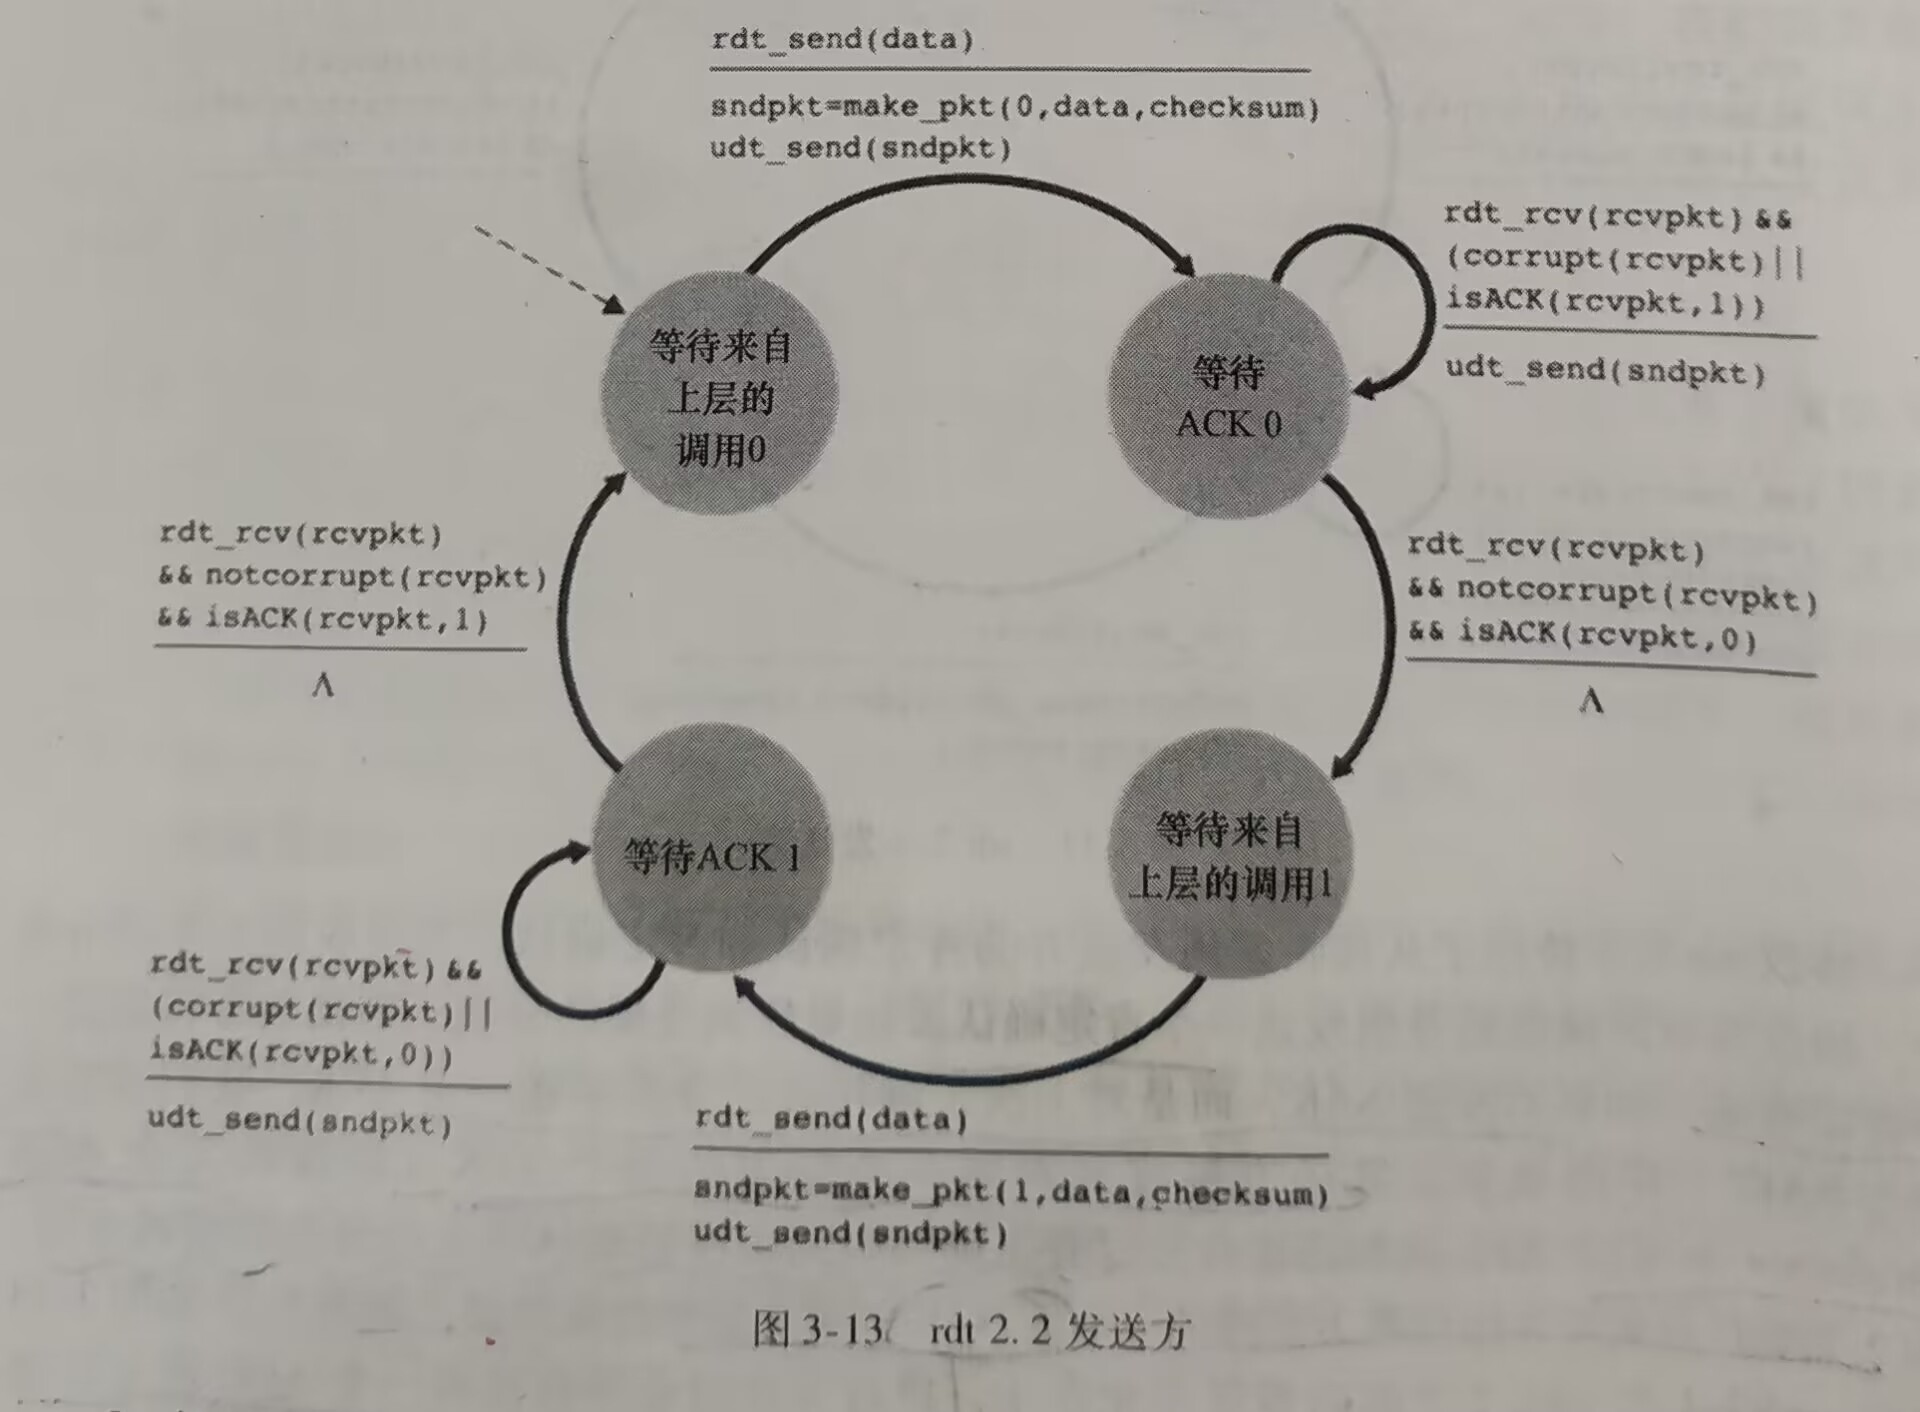 rdt_send(data)
sndpkt=make_pkt(0,data,checksum)
udt_send(sndpkt)
rdt_rcv(rcvpkt) &&
(corrupt(rcvpkt)||
isACK(rcvpkt,1))
udt_send(sndpkt)
等待来自
上层的
调用0
等待
ACK 0
rdt_rcv(rcvpkt)
&& notcorrupt(rcvpkt)
&& isACK(rcvpkt,1)
Λ
rdt_rcv(rcvpkt)
&& notcorrupt(rcvpkt)
&& isACK(rcvpkt,0)
Λ
等待ACK 1
等待来自
上层的调用1
rdt_rcv(rcvpkt) &&
(corrupt(rcvpkt)||
isACK(rcvpkt,0))
udt_send(sndpkt)
rdt_send(data)
sndpkt=make_pkt(1,data,checksum)
udt_send(sndpkt)
图 3-13 rdt 2.2 发送方